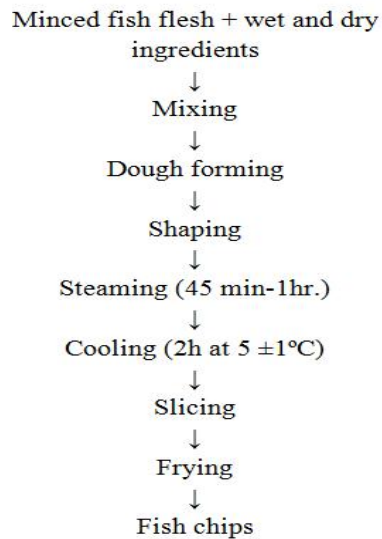 Minced fish flesh + wet and dry
ingredients
↓
Mixing
↓
Dough forming
↓
Shaping
↓
Steaming (45 min-1hr.)
↓
Cooling (2h at 5 ±1ºC)
↓
Slicing
↓
Frying
↓
Fish chips